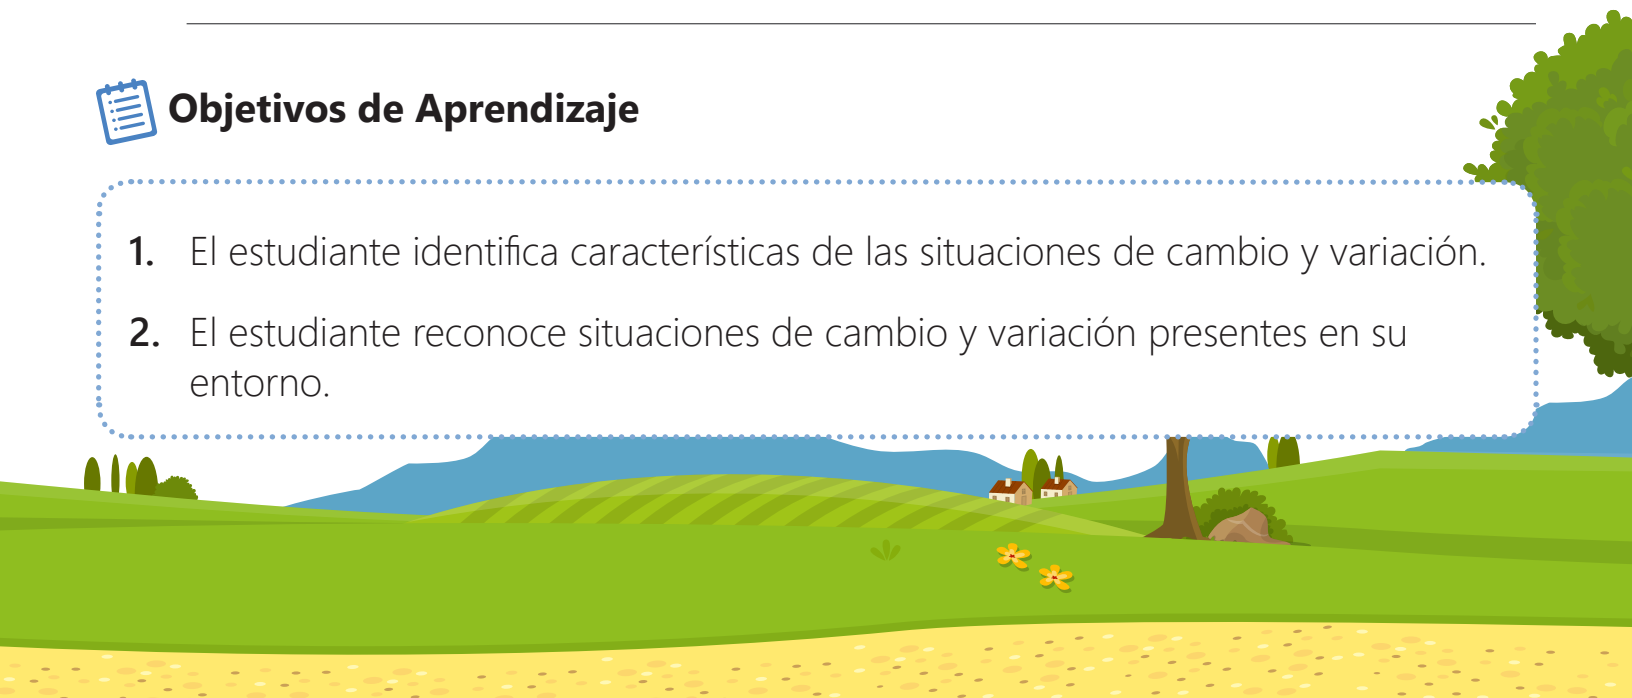 Objetivos de Aprendizaje
1. El estudiante identifica características de las situaciones de cambio y variación.
2. El estudiante reconoce situaciones de cambio y variación presentes en su
entorno.